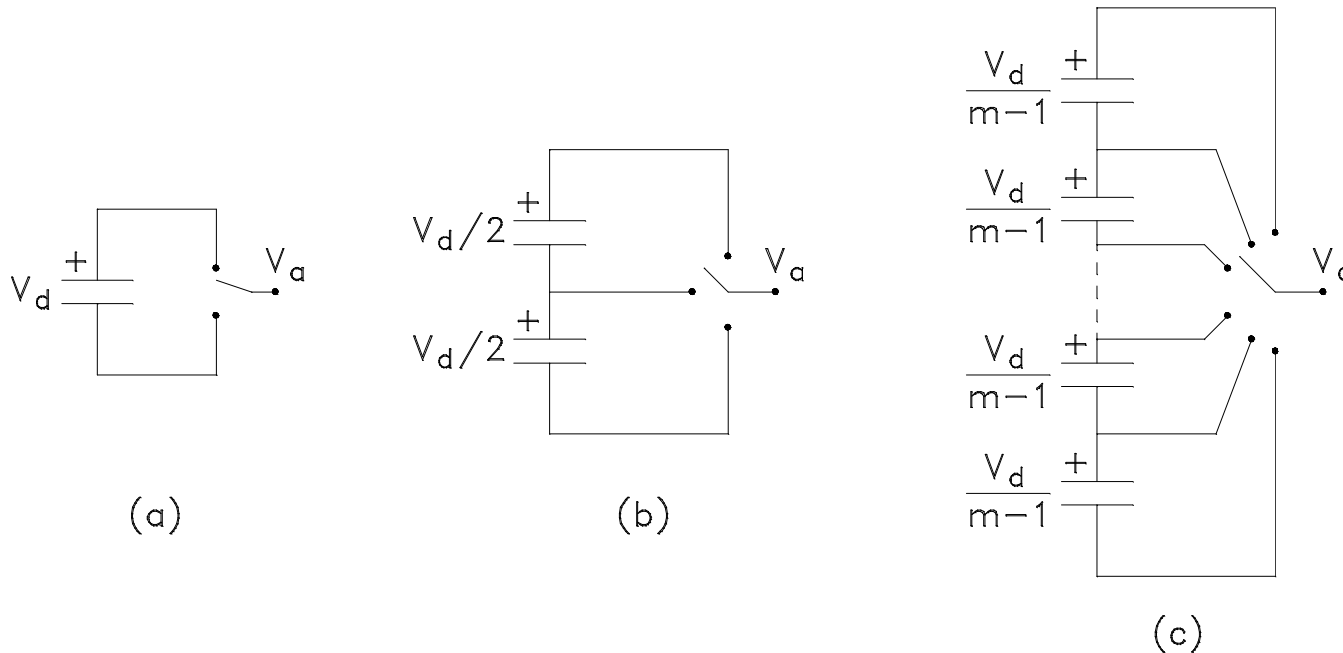 +
V_d
V_a
(a)
+
V_d/2
+
V_d/2
V_a
(b)
+
V_d
m-1
+
V_d
m-1
+
V_d
m-1
+
V_d
m-1
V
(c)